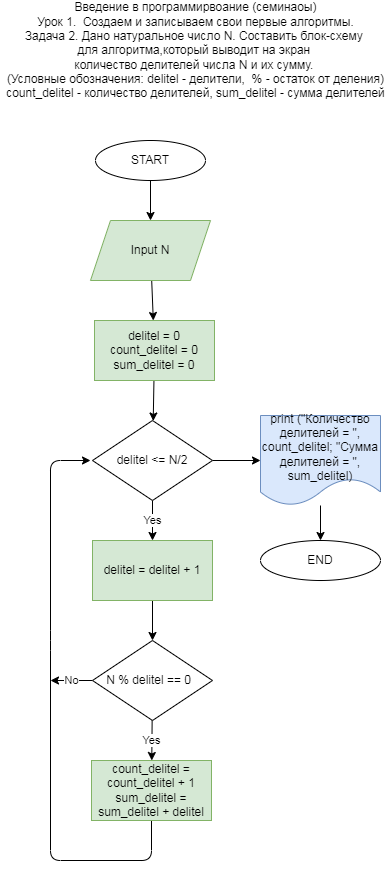 Введение в программирвоание (семинаоы)
Урок 1. Создаем и записываем свои первые алгоритмы.
Задача 2. Дано натуральное число N. Составить блок-схему
для алгоритма,который выводит на экран
количество делителей числа N и их сумму.
(Условные обозначения: delitel - делители, % - остаток от деления)
count_delitel - количество делителей, sum_delitel - сумма делителей
START
Input N
delitel = 0
count_delitel = 0
sum_delitel = 0
delitel <= N/2
print ("Количество
делителей = ",
count_delitel; "Сумма
делителей = ",
sum_delitel)
Yes
END
delitel = delitel + 1
N % delitel == 0
No
Yes
count_delitel =
count_delitel + 1
sum_delitel =
sum_delitel + delitel